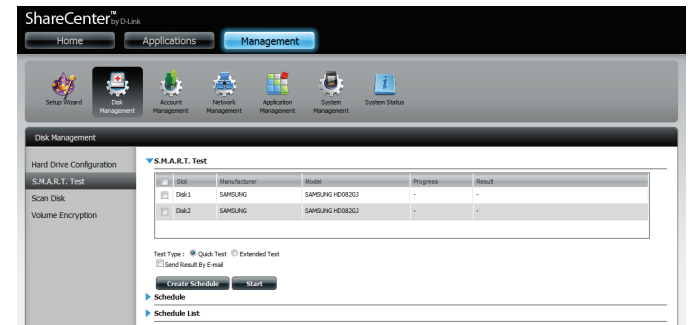 ShareCenter™ by D-Link
Home Applications Management
Setup Wizard Disk Management Account Management Network Management Application Management System Management System Status
Disk Management
Hard Drive Configuration
S.M.A.R.T. Test
Scan Disk
Volume Encryption
S.M.A.R.T. Test
Slot Manufacturer Model Progress Result
Disk1 SAMSUNG SAMSUNG HD082GJ - -
Disk2 SAMSUNG SAMSUNG HD082GJ - -
Test Type : Quick Test Extended Test
Send Result By E-mail
Create Schedule Start
Schedule
Schedule List